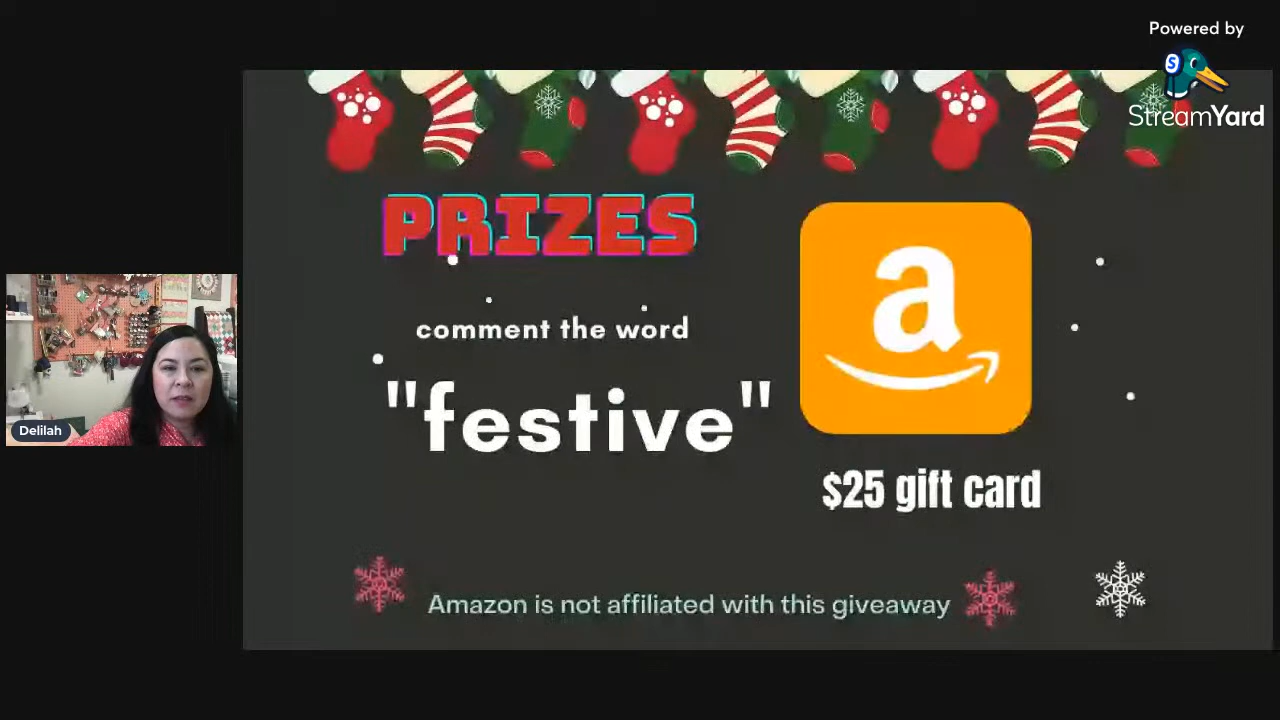 Powered by
StreamYard
PRIZES
comment the word
"festive"
a
$25 gift card
Delilah
Amazon is not affiliated with this giveaway